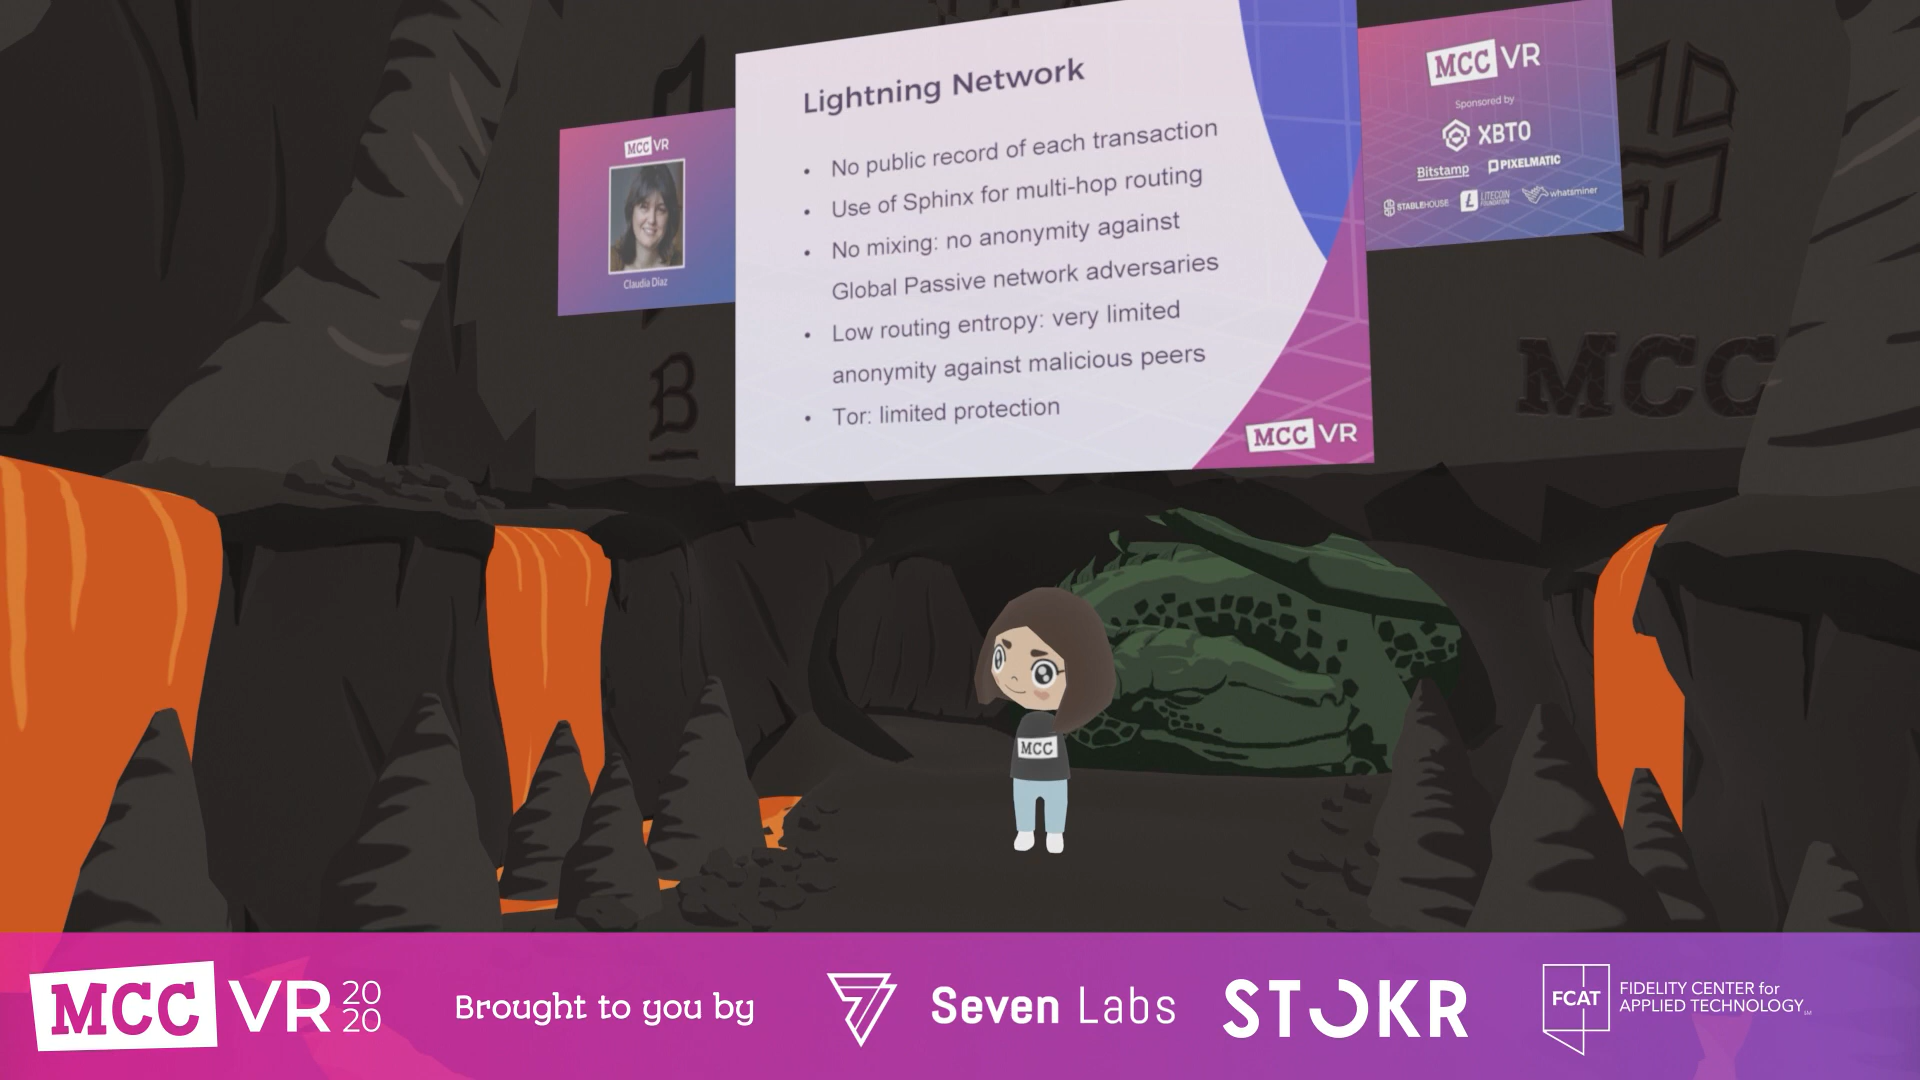 Lightning Network
• No public record of each transaction
• Use of Sphinx for multi-hop routing
• No mixing: no anonymity against
Global Passive network adversaries
• Low routing entropy: very limited
anonymity against malicious peers
• Tor: limited protection
MCC VR
MCC VR
Claudia Diaz
MCC VR
Sponsored by
XBTO
Bitstamp PIXELMATIC
STABLEHOUSE
LITECOIN
FOUNDATION
whatsminer
B
MCC
MCC
MCC VR 20
20
Brought to you by
Seven Labs
STOKR
FCAT
FIDELITY CENTER for
APPLIED TECHNOLOGY